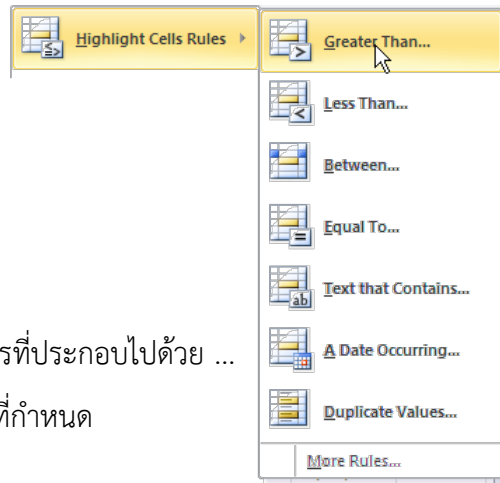 Highlight Cells Rules
Greater Than...
Less Than...
Between...
Equal To...
Text that Contains...
A Date Occurring...
Duplicate Values...
More Rules...
รที่ประกอบไปด้วย ...
ที่กำหนด